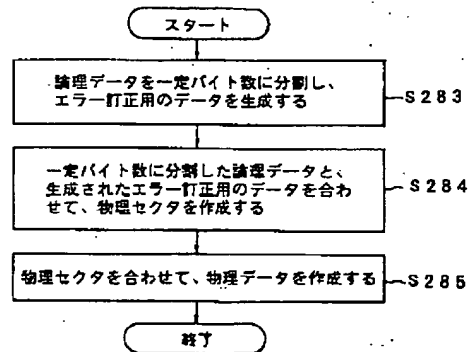 スタート
論理データを一定バイト数に分割し、
エラー訂正用のデータを生成する
S283
一定バイト数に分割した論理データと、
生成されたエラー訂正用のデータを合わ
せて、物理セクタを作成する
S284
物理セクタを合わせて、物理データを作成する
S285
終了